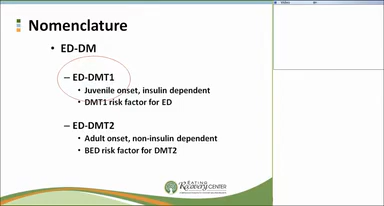 Nomenclature
• ED-DM
– ED-DMT1
• Juvenile onset, insulin dependent
• DMT1 risk factor for ED
– ED-DMT2
• Adult onset, non-insulin dependent
• BED risk factor for DMT2
EATING
Recovery CENTER